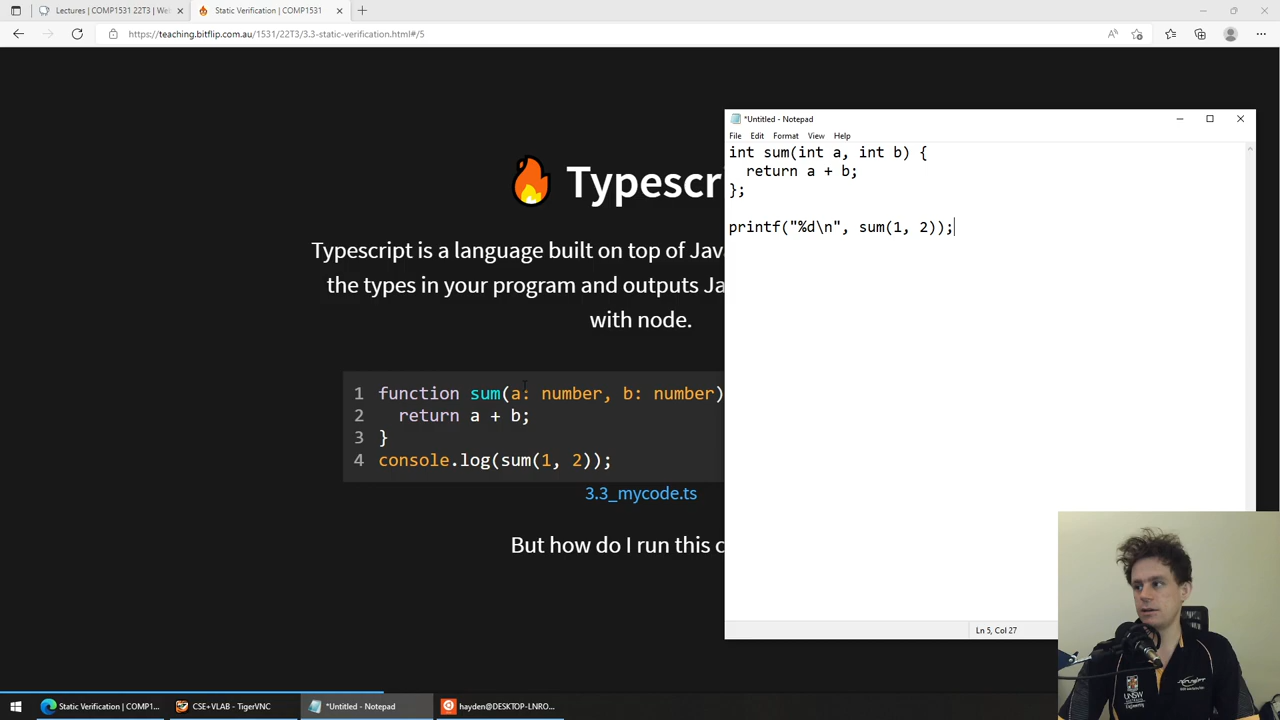 Lectures | COMP1531 22T3 | Web
Static Verification | COMP1531
https://teaching.bitflip.com.au/1531/22T3/3.3-static-verification.html#/5
🔥 Typescri
Typescript is a language built on top of Jav
the types in your program and outputs Ja
with node.
1 function sum(a: number, b: number)
2 return a + b;
3 }
4 console.log(sum(1, 2));
3.3_mycode.ts
But how do I run this c
*Untitled - Notepad
File Edit Format View Help
int sum(int a, int b) {
return a + b;
};
printf("%d\n", sum(1, 2));
Ln 5, Col 27
UNSW
Static Verification | COMP1...
CSE+VLAB - TigerVNC
*Untitled - Notepad
hayden@DESKTOP-LNRO...